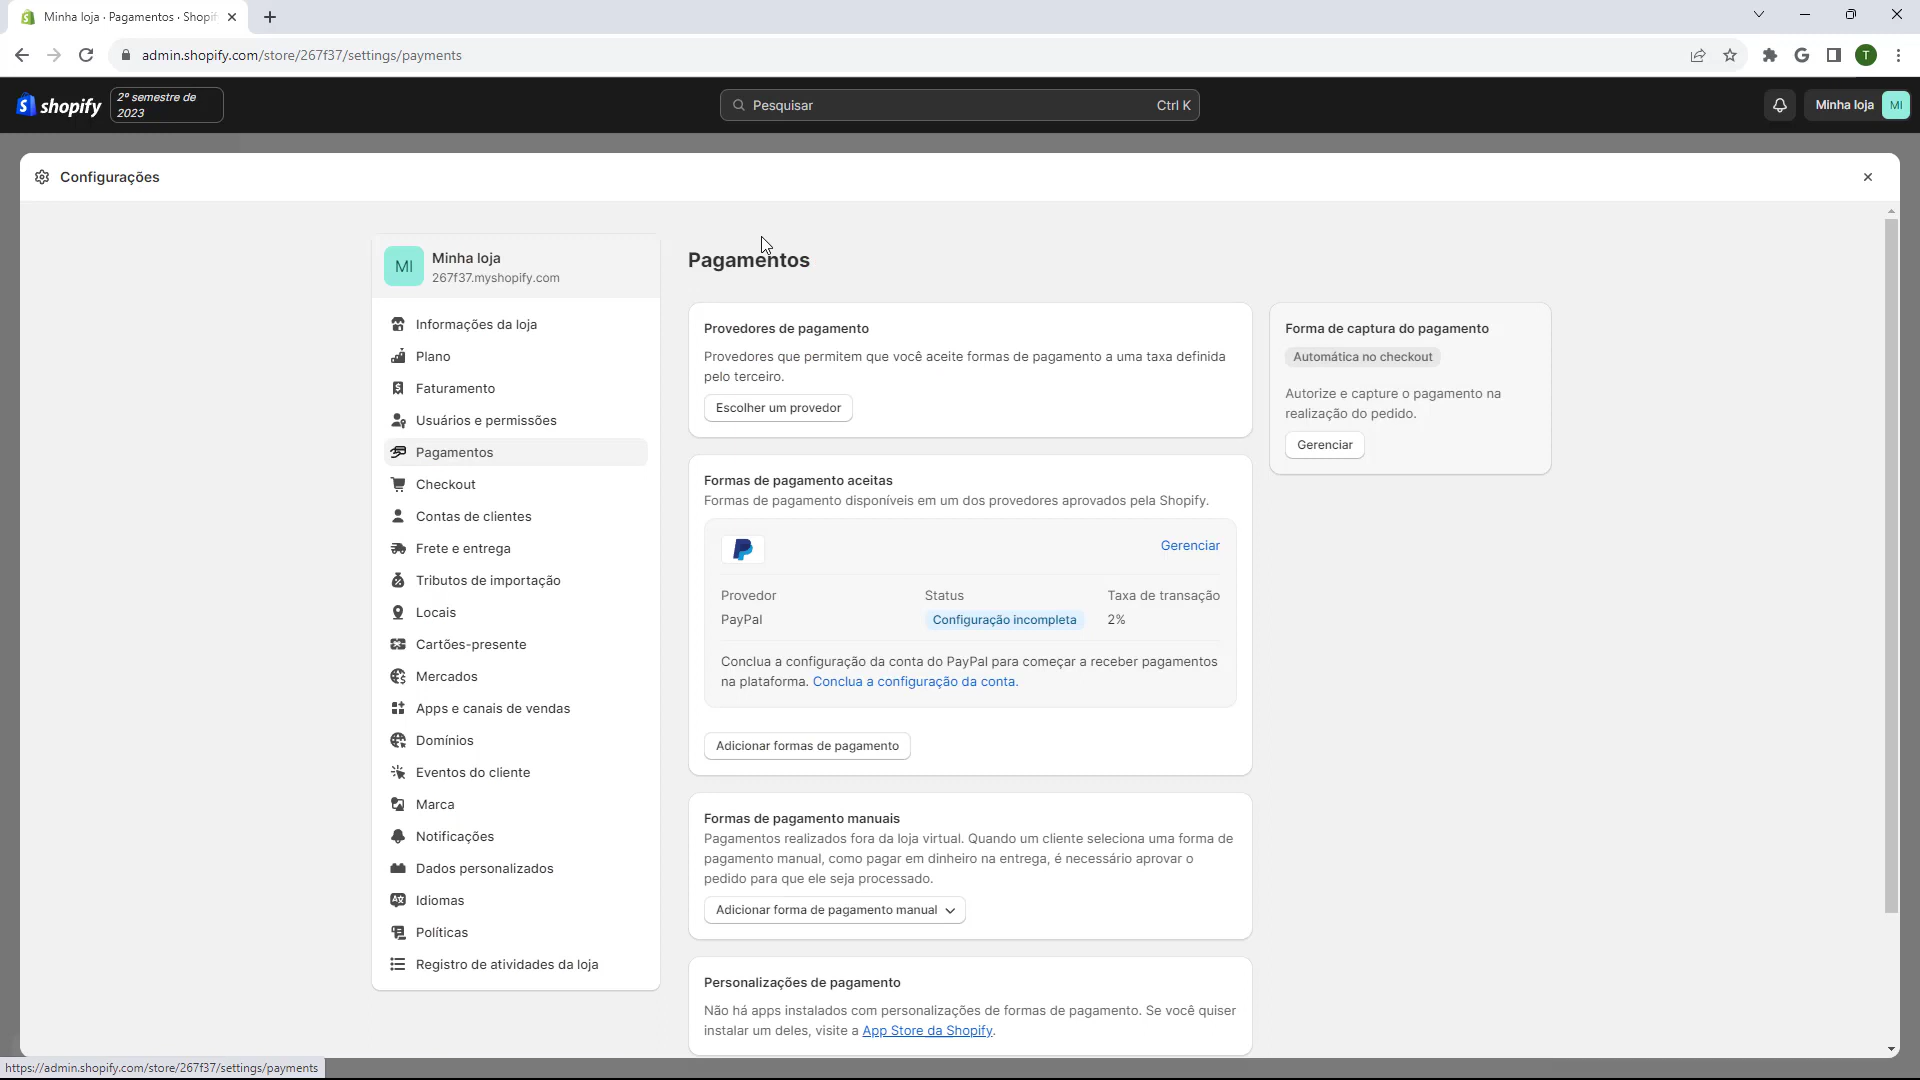 Minha loja · Pagamentos · Shopif
admin.shopify.com/store/267f37/settings/payments
T
shopify
2º semestre de
2023
Pesquisar
Ctrl K
Minha loja
MI
Configurações
MI
Minha loja
267f37.myshopify.com
Informações da loja
Plano
Faturamento
Usuários e permissões
Pagamentos
Checkout
Contas de clientes
Frete e entrega
Tributos de importação
Locais
Cartões-presente
Mercados
Apps e canais de vendas
Domínios
Eventos do cliente
Marca
Notificações
Dados personalizados
Idiomas
Políticas
Registro de atividades da loja
Pagamentos
Provedores de pagamento
Provedores que permitem que você aceite formas de pagamento a uma taxa definida
pelo terceiro.
Escolher um provedor
Forma de captura do pagamento
Automática no checkout
Autorize e capture o pagamento na
realização do pedido.
Gerenciar
Formas de pagamento aceitas
Formas de pagamento disponíveis em um dos provedores aprovados pela Shopify.
Gerenciar
Provedor Status Taxa de transação
PayPal Configuração incompleta 2%
Conclua a configuração da conta do PayPal para começar a receber pagamentos
na plataforma. Conclua a configuração da conta.
Adicionar formas de pagamento
Formas de pagamento manuais
Pagamentos realizados fora da loja virtual. Quando um cliente seleciona uma forma de
pagamento manual, como pagar em dinheiro na entrega, é necessário aprovar o
pedido para que ele seja processado.
Adicionar forma de pagamento manual
Personalizações de pagamento
Não há apps instalados com personalizações de formas de pagamento. Se você quiser
instalar um deles, visite a App Store da Shopify.
https://admin.shopify.com/store/267f37/settings/payments